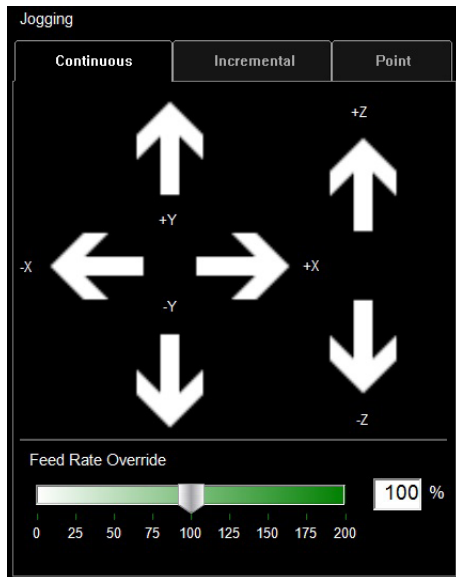 Jogging
Continuous Incremental Point
+Z
+Y
-X +X
-Y
-Z
Feed Rate Override
100 %
0 25 50 75 100 125 150 175 200